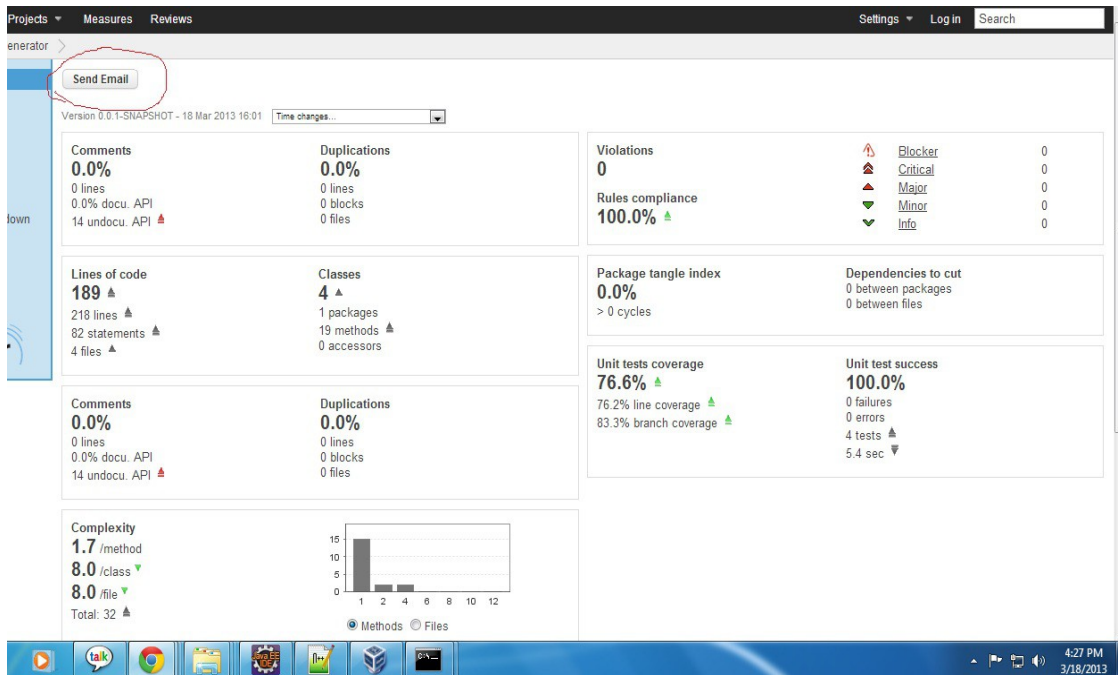 Projects Measures Reviews Settings Log in Search
enerator
Send Email
Version 0.0.1-SNAPSHOT - 18 Mar 2013 16:01 Time changes...
Comments
0.0%
0 lines
0.0% docu. API
14 undocu. API
Duplications
0.0%
0 lines
0 blocks
0 files
Violations
0
Rules compliance
100.0%
Blocker 0
Critical 0
Major 0
Minor 0
Info 0
down
Lines of code
189
218 lines
82 statements
4 files
Classes
4
1 packages
19 methods
0 accessors
Package tangle index
0.0%
> 0 cycles
Dependencies to cut
0 between packages
0 between files
Unit tests coverage
76.6%
76.2% line coverage
83.3% branch coverage
Unit test success
100.0%
0 failures
0 errors
4 tests
5.4 sec
Comments
0.0%
0 lines
0.0% docu. API
14 undocu. API
Duplications
0.0%
0 lines
0 blocks
0 files
Complexity
1.7 /method
8.0 /class
8.0 /file
Total: 32
15
10
5
0
1 2 4 6 8 10 12
Methods Files
talk
Java EE
IDE
4:27 PM
3/18/2013